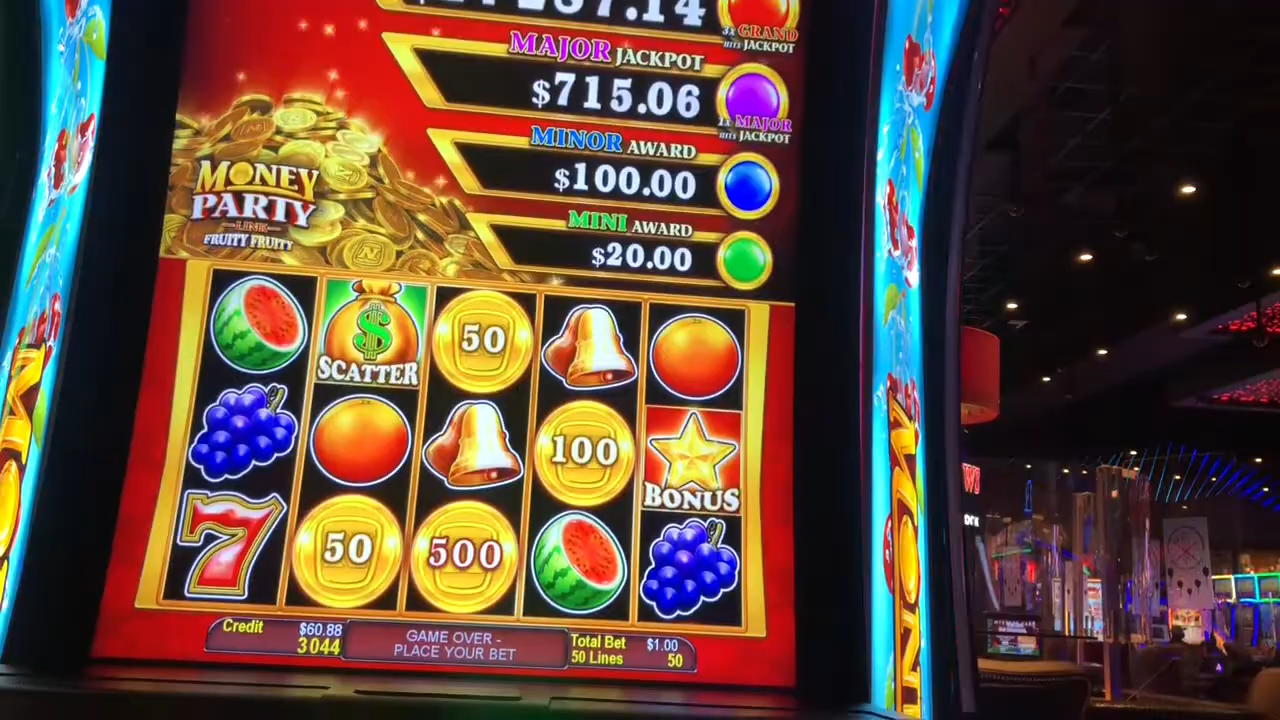 3X GRAND
HITS JACKPOT
MAJOR JACKPOT
$715.06
1X MAJOR
HITS JACKPOT
MINOR AWARD
$100.00
MINI AWARD
$20.00
MONEY
PARTY
LINK
FRUITY FRUITY
N
SCATTER
50
100
BONUS
7
50
500
Credit $60.88
3044
GAME OVER -
PLACE YOUR BET
Total Bet $1.00
50 Lines 50